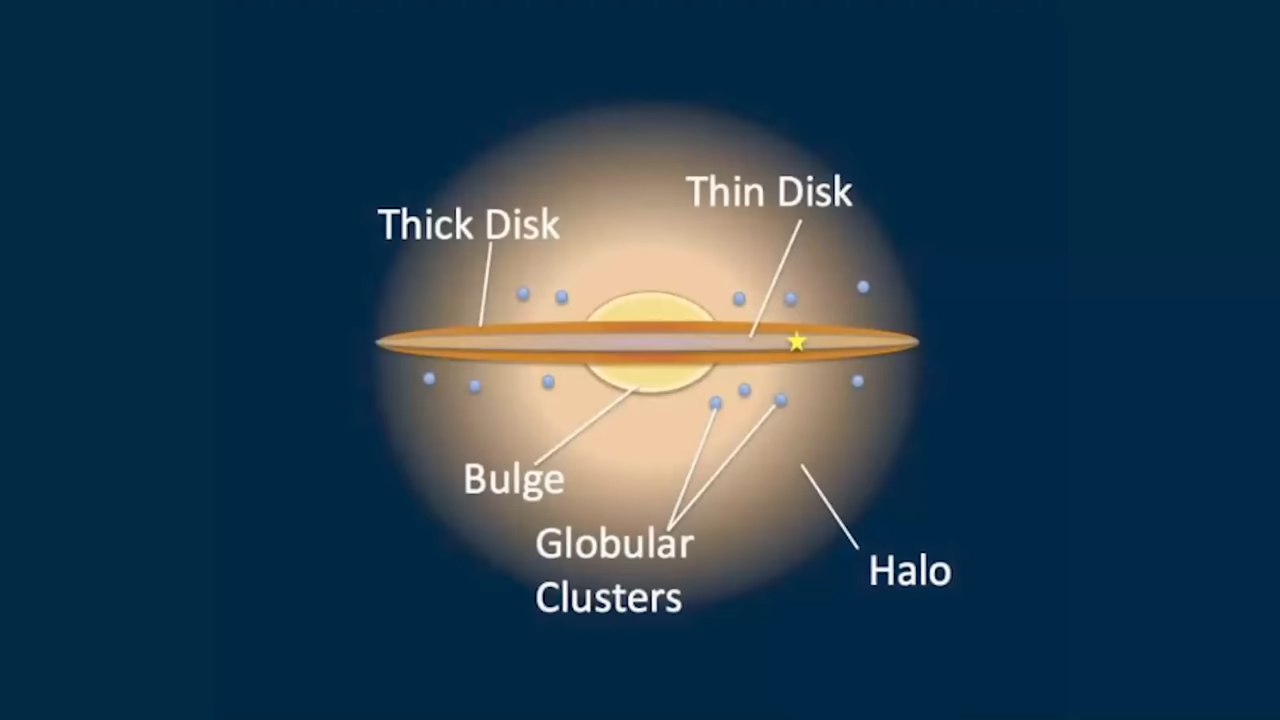 Thin Disk
Thick Disk
Bulge
Globular
Clusters
Halo